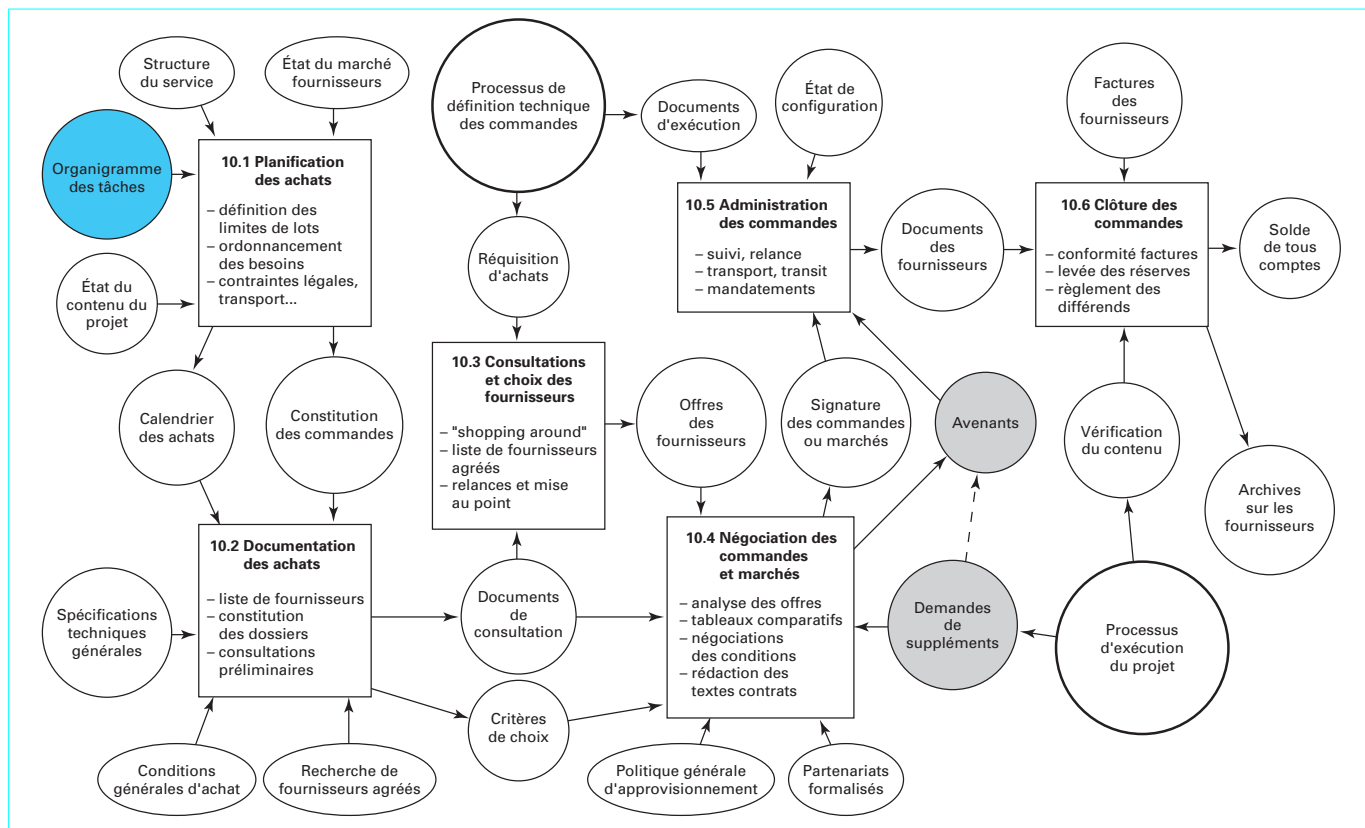 Structure
du service
État du marché
fournisseurs
Organigramme
des tâches
10.1 Planification
des achats
– définition des
limites de lots
– ordonnancement
des besoins
– contraintes légales,
transport...
État du
contenu du
projet
Calendrier
des achats
Constitution
des commandes
10.2 Documentation
des achats
– liste de fournisseurs
– constitution
des dossiers
– consultations
préliminaires
Spécifications
techniques
générales
Conditions
générales d'achat
Recherche de
fournisseurs agréés
Processus de
définition technique
des commandes
Réquisition
d'achats
10.3 Consultations
et choix des
fournisseurs
– "shopping around"
– liste de fournisseurs
agréés
– relances et mise
au point
Documents
de
consultation
Critères
de choix
Offres
des
fournisseurs
Documents
d'exécution
État de
configuration
10.5 Administration
des commandes
– suivi, relance
– transport, transit
– mandatements
Signature
des commandes
ou marchés
10.4 Négociation des
commandes
et marchés
– analyse des offres
– tableaux comparatifs
– négociations
des conditions
– rédaction des
textes contrats
Politique générale
d'approvisionnement
Partenariats
formalisés
Documents
des
fournisseurs
Avenants
Demandes
de
suppléments
Factures
des
fournisseurs
10.6 Clôture des
commandes
– conformité factures
– levée des réserves
– règlement des
différends
Solde
de tous
comptes
Vérification
du contenu
Archives
sur les
fournisseurs
Processus
d'exécution
du projet